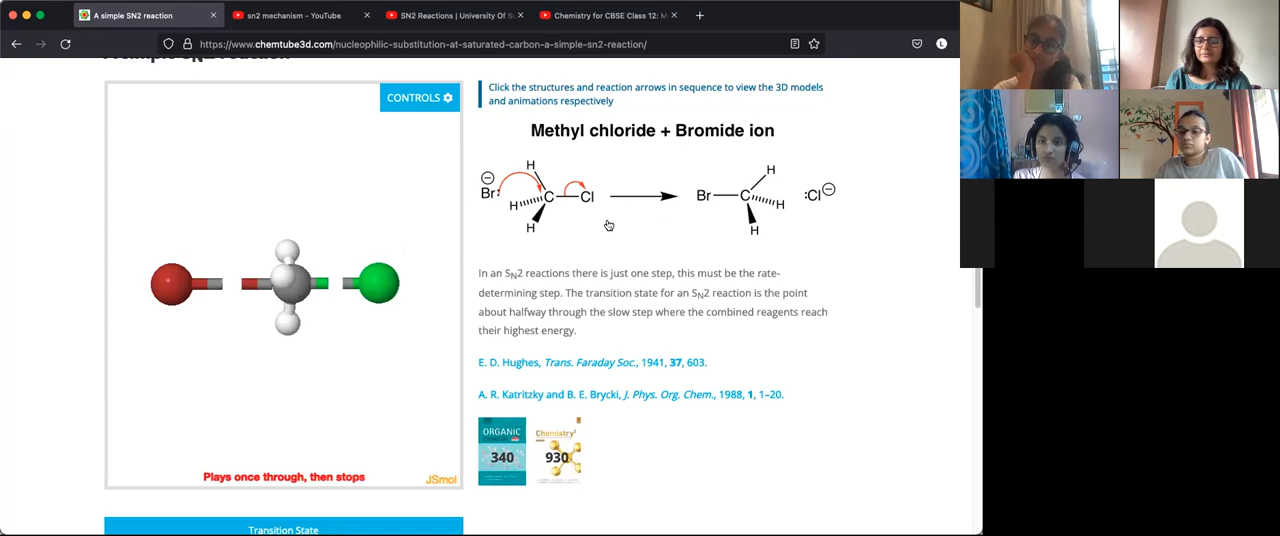 A simple SN2 reaction
sn2 mechanism - YouTube
SN2 Reactions | University Of Su
Chemistry for CBSE Class 12: M
https://www.chemtube3d.com/nucleophilic-substitution-at-saturated-carbon-a-simple-sn2-reaction/
L
CONTROLS
Click the structures and reaction arrows in sequence to view the 3D models
and animations respectively
Methyl chloride + Bromide ion
H
Br:
C
Cl
H
H
H
Br
C
H
H
:Cl
In an SN2 reactions there is just one step, this must be the rate-
determining step. The transition state for an SN2 reaction is the point
about halfway through the slow step where the combined reagents reach
their highest energy.
E. D. Hughes, Trans. Faraday Soc., 1941, 37, 603.
A. R. Katritzky and B. E. Brycki, J. Phys. Org. Chem., 1988, 1, 1–20.
ORGANIC
340
Chemistry³
930
Plays once through, then stops
JSmol
Transition State